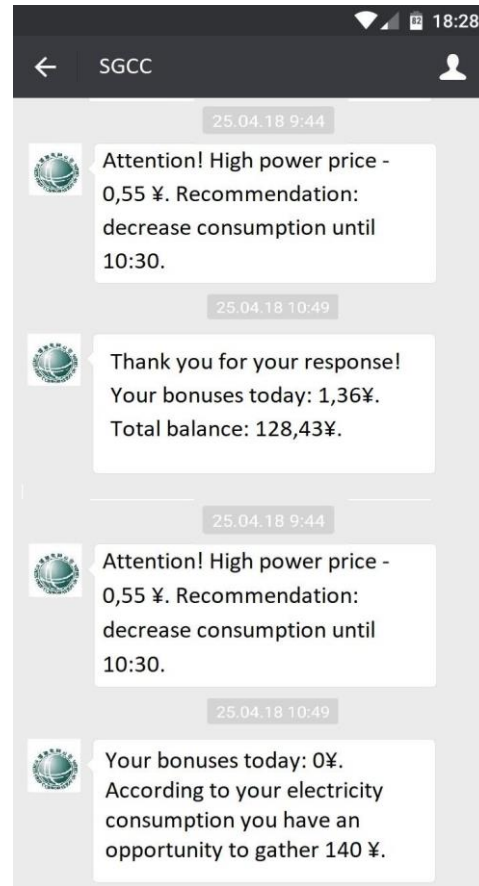 82 18:28
SGCC
25.04.18 9:44
Attention! High power price -
0,55 ¥. Recommendation:
decrease consumption until
10:30.
25.04.18 10:49
Thank you for your response!
Your bonuses today: 1,36¥.
Total balance: 128,43¥.
25.04.18 9:44
Attention! High power price -
0,55 ¥. Recommendation:
decrease consumption until
10:30.
25.04.18 10:49
Your bonuses today: 0¥.
According to your electricity
consumption you have an
opportunity to gather 140 ¥.